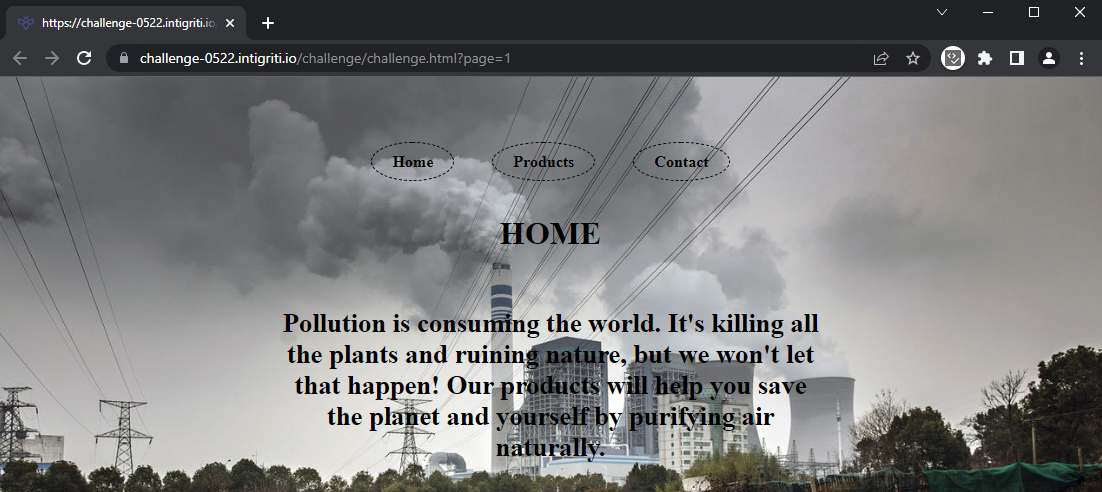 https://challenge-0522.intigriti.io
challenge-0522.intigriti.io/challenge/challenge.html?page=1
Home Products Contact
HOME
Pollution is consuming the world. It's killing all
the plants and ruining nature, but we won't let
that happen! Our products will help you save
the planet and yourself by purifying air
naturally.